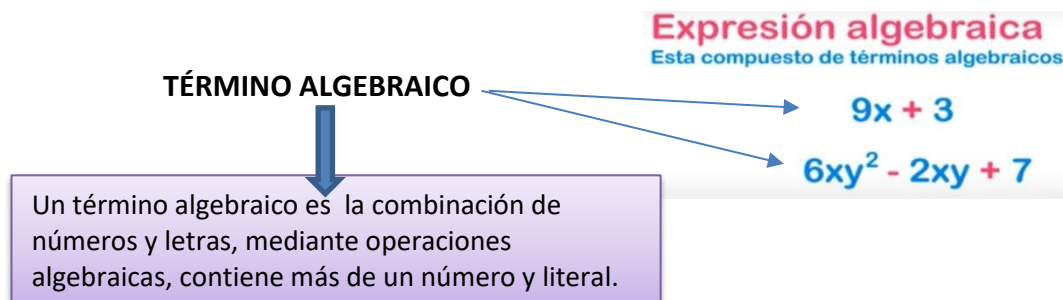 Expresión algebraica
Esta compuesto de términos algebraicos
TÉRMINO ALGEBRAICO
9x + 3
6xy² - 2xy + 7
Un término algebraico es la combinación de
números y letras, mediante operaciones
algebraicas, contiene más de un número y literal.